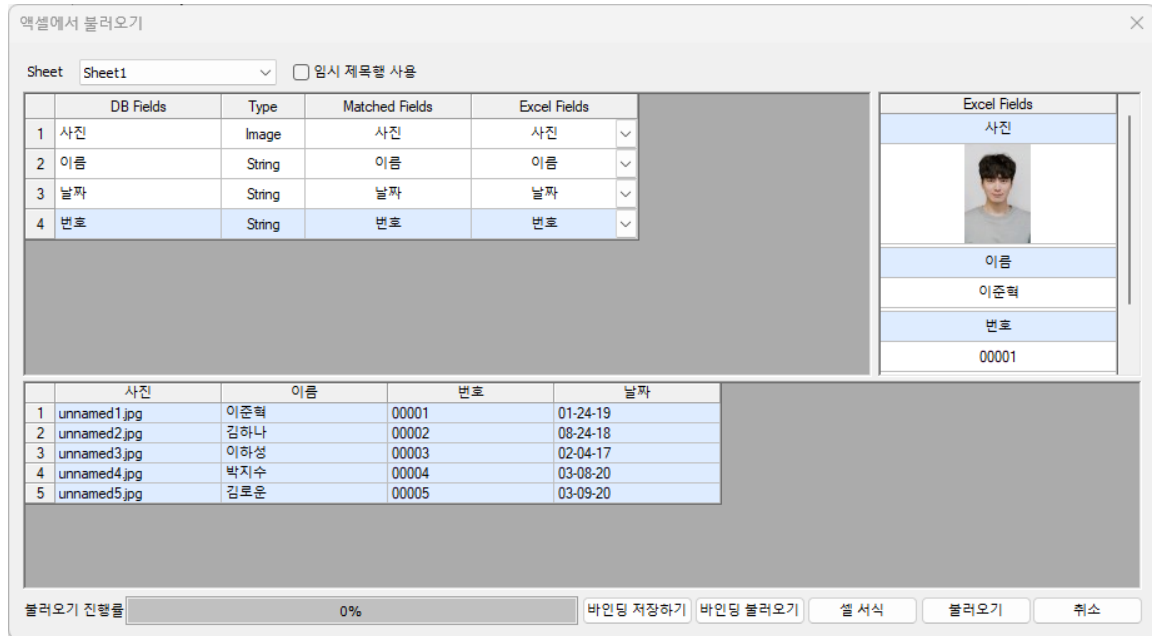 액셀에서 불러오기
Sheet Sheet1 임시 제목행 사용
DB Fields Type Matched Fields Excel Fields
1 사진 Image 사진 사진
2 이름 String 이름 이름
3 날짜 String 날짜 날짜
4 번호 String 번호 번호
Excel Fields
사진
이름
이준혁
번호
00001
사진 이름 번호 날짜
1 unnamed1.jpg 이준혁 00001 01-24-19
2 unnamed2.jpg 김하나 00002 08-24-18
3 unnamed3.jpg 이하성 00003 02-04-17
4 unnamed4.jpg 박지수 00004 03-08-20
5 unnamed5.jpg 김로운 00005 03-09-20
불러오기 진행률 0% 바인딩 저장하기 바인딩 불러오기 셀 서식 불러오기 취소